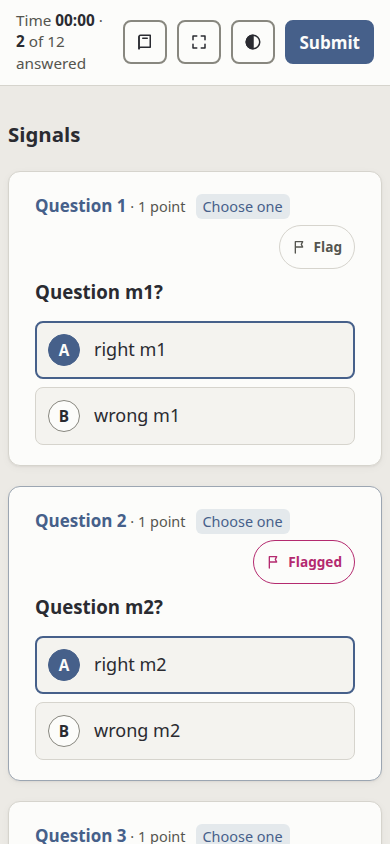 Time 00:00 ·
2 of 12
answered
Submit
Signals
Question 1 · 1 point Choose one
Flag
Question m1?
A right m1
B wrong m1
Question 2 · 1 point Choose one
Flagged
Question m2?
A right m2
B wrong m2
Question 3 · 1 point Choose one